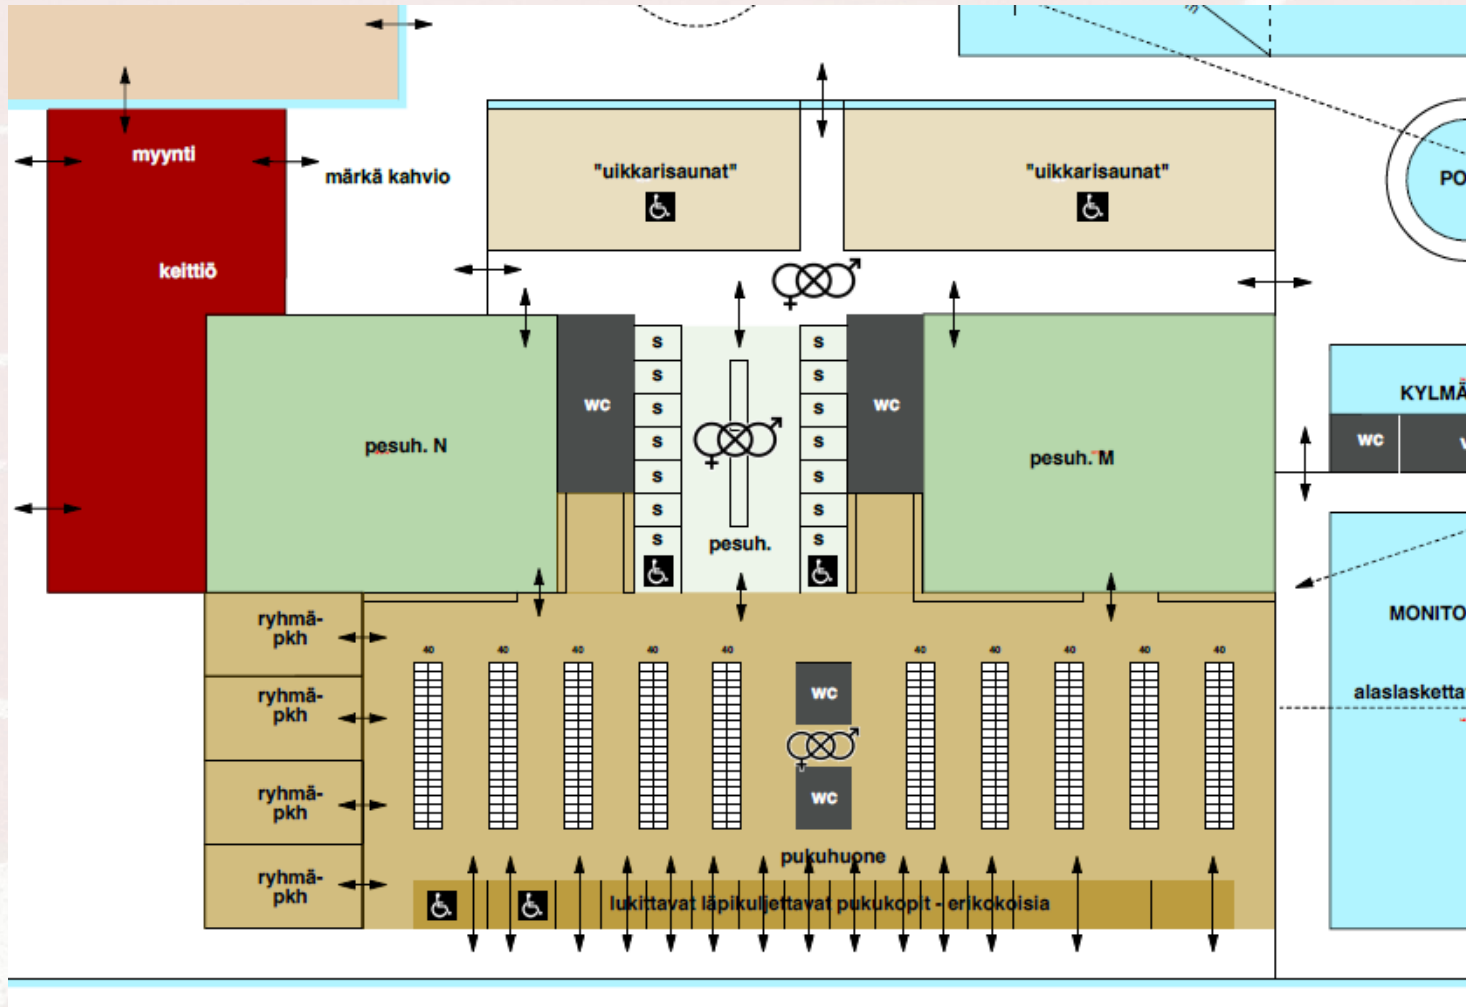 myynti
märkä kahvio
"uikkarisaunat"
"uikkarisaunat"
PO
keittiö
S
S
S
S
S
S
S
S
S
S
S
S
S
S
wc
wc
KYLMÄ
wc
pesuh. N
pesuh. M
pesuh.
ryhmä-
pkh
MONITO
40
40
40
40
40
40
40
40
40
40
ryhmä-
pkh
wc
alaslasketta
ryhmä-
pkh
wc
pukuhuone
ryhmä-
pkh
lukittavat läpikuljettavat pukukopit - erikokoisia